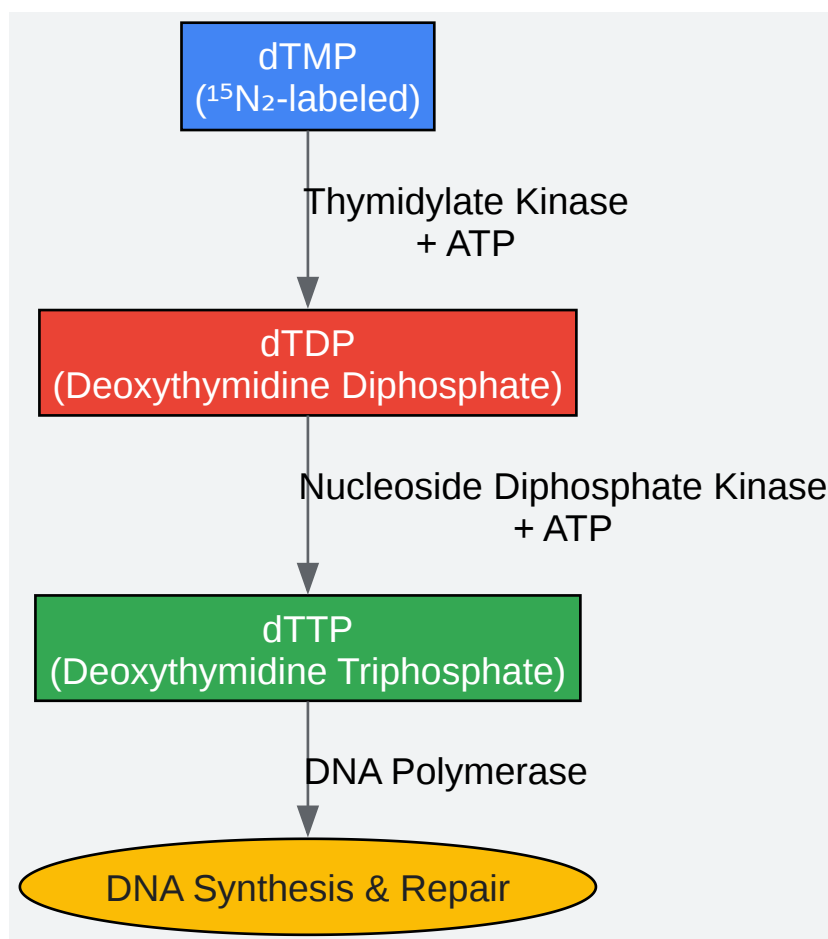 dTMP
(¹⁵N₂-labeled)
Thymidylate Kinase
+ ATP
dTDP
(Deoxythymidine Diphosphate)
Nucleoside Diphosphate Kinase
+ ATP
dTTP
(Deoxythymidine Triphosphate)
DNA Polymerase
DNA Synthesis & Repair